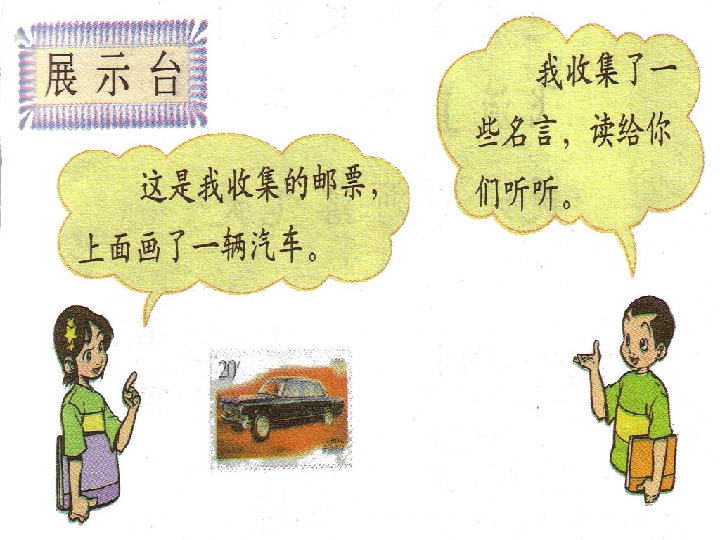 展示台
我收集了一
些名言，读给你
们听听。
这是我收集的邮票，
上面画了一辆汽车。
20